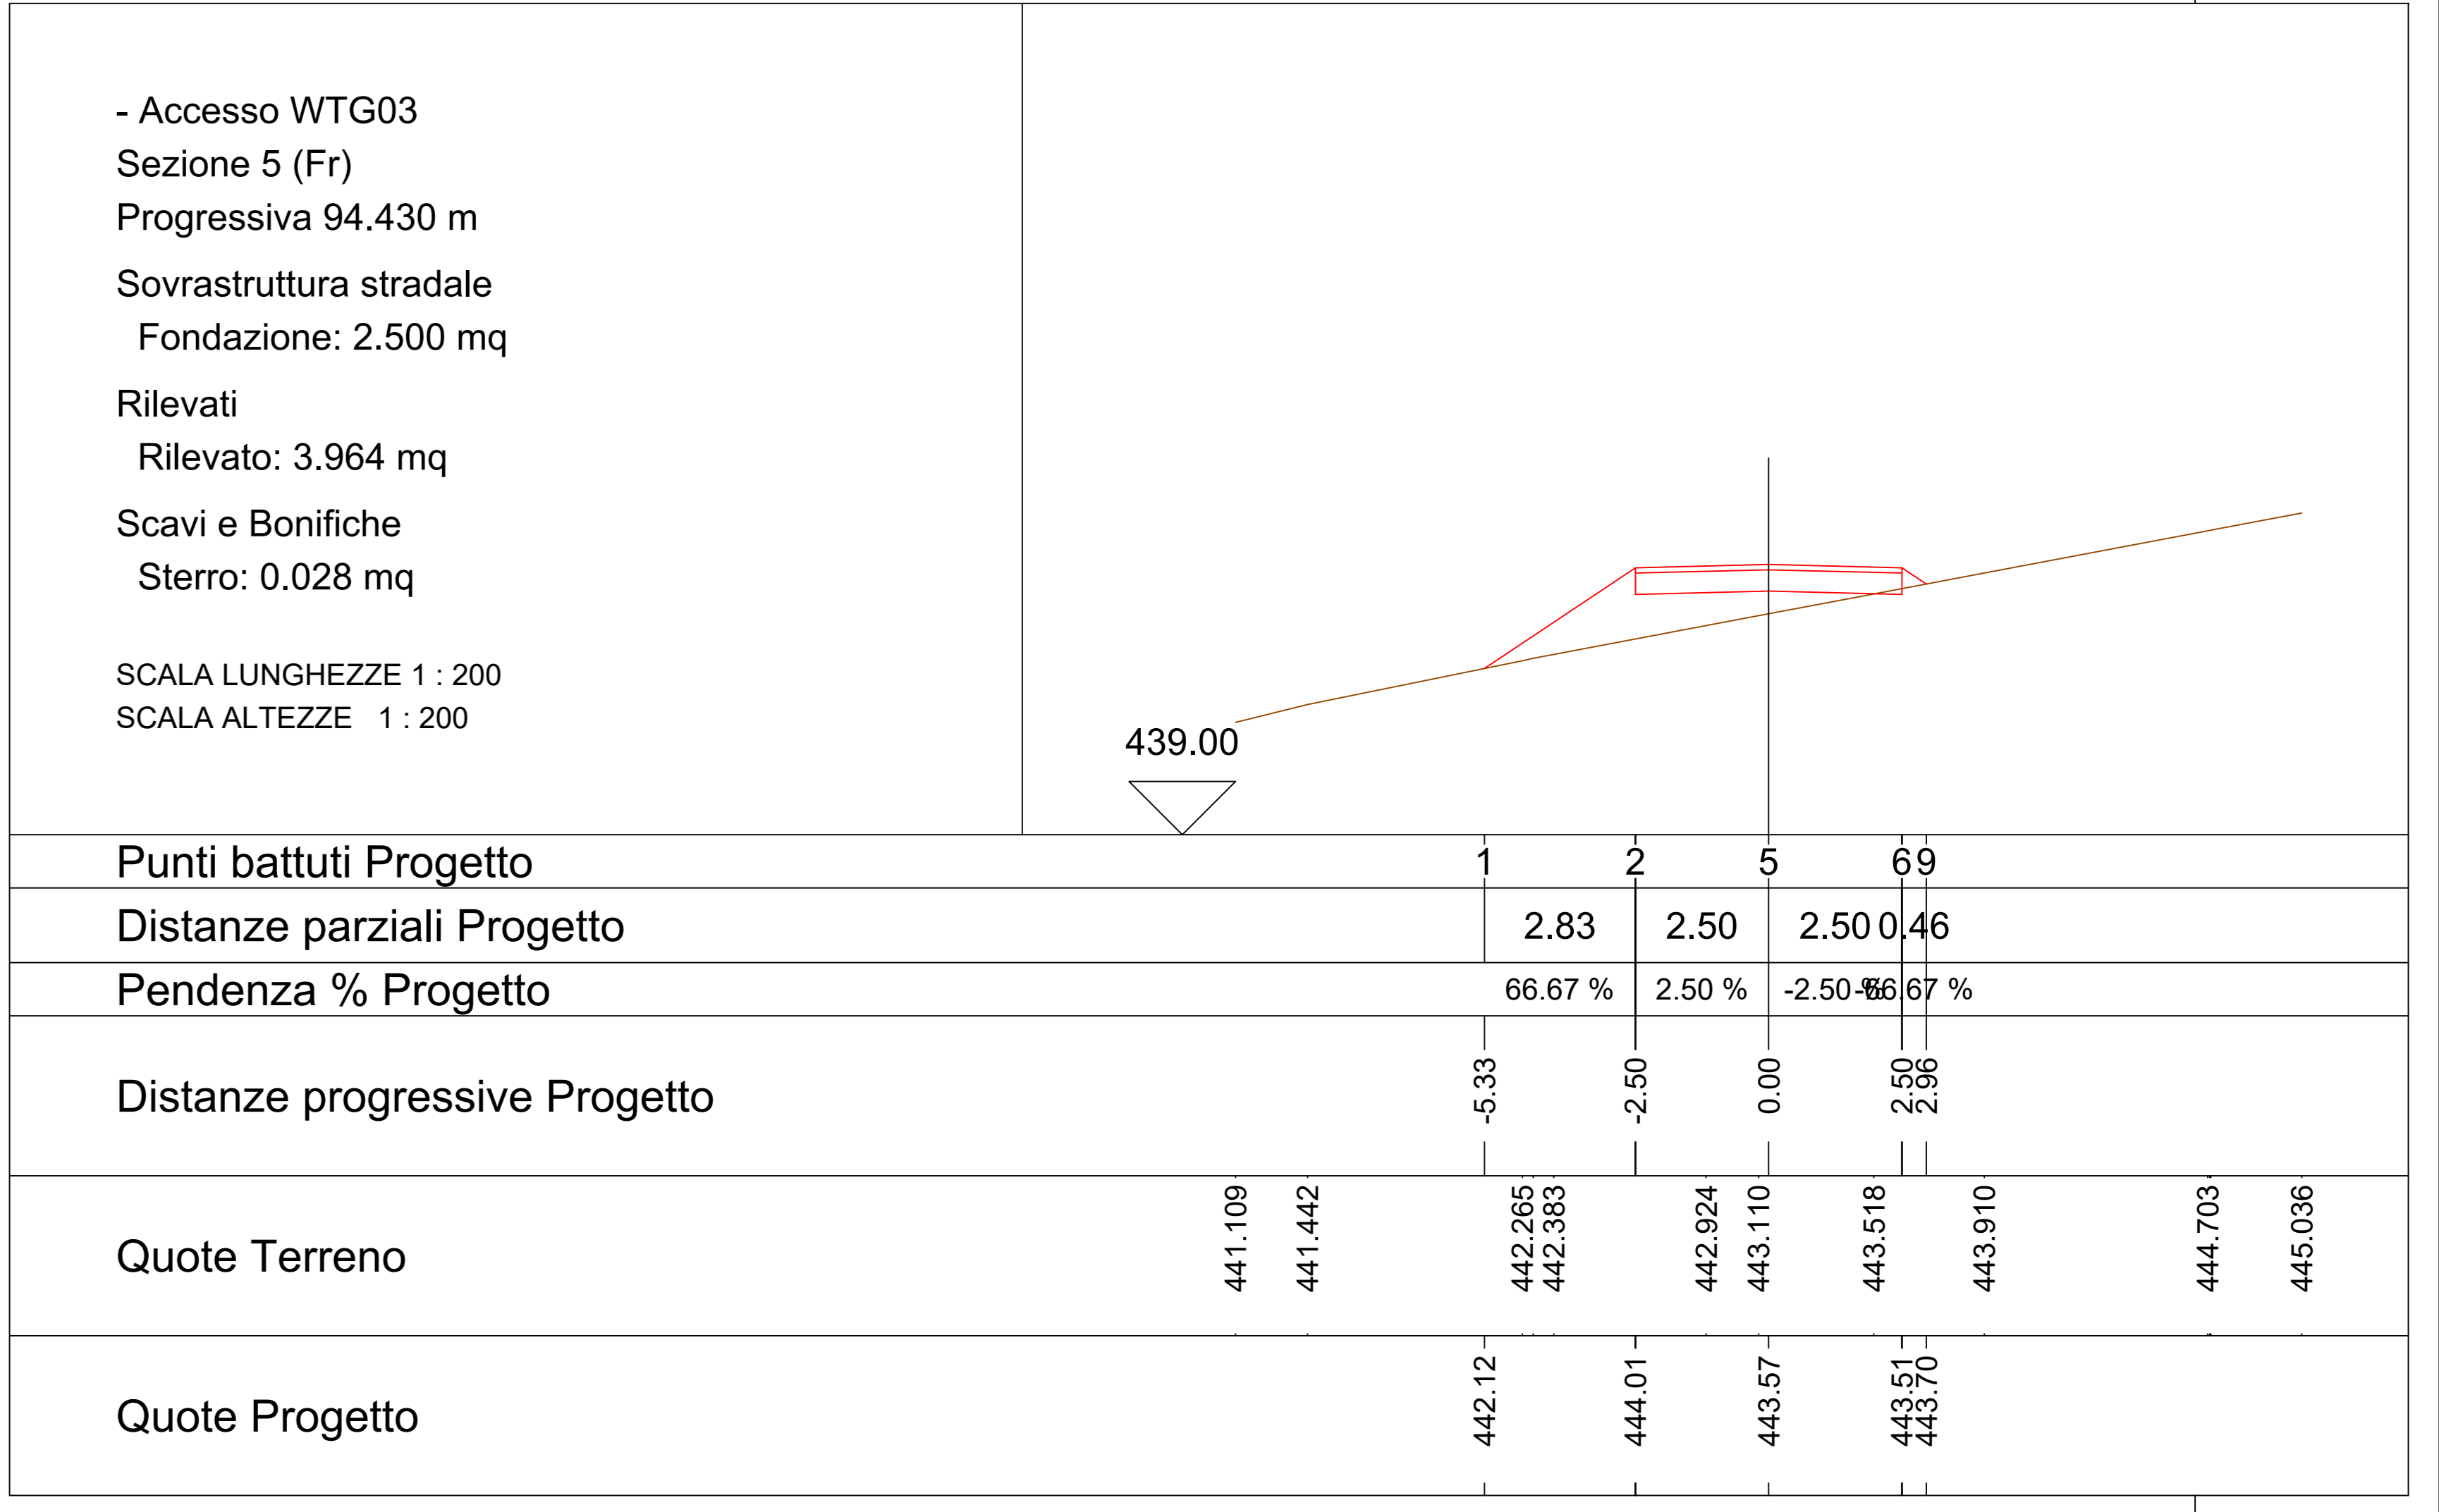 - Accesso WTG03
Sezione 5 (Fr)
Progressiva 94.430 m
Sovrastruttura stradale
Fondazione: 2.500 mq
Rilevati
Rilevato: 3.964 mq
Scavi e Bonifiche
Sterro: 0.028 mq
SCALA LUNGHEZZE 1 : 200
SCALA ALTEZZE 1 : 200
439.00
Punti battuti Progetto 1 2 5 6 9
Distanze parziali Progetto 2.83 2.50 2.50 0.46
Pendenza % Progetto 66.67 % 2.50 % -2.50 % -66.67 %
Distanze progressive Progetto -5.33 -2.50 0.00 2.50 2.96
Quote Terreno 441.109 441.442 442.265 442.383 442.924 443.110 443.518 443.910 444.703 445.036
Quote Progetto 442.12 444.01 443.57 443.51 443.70